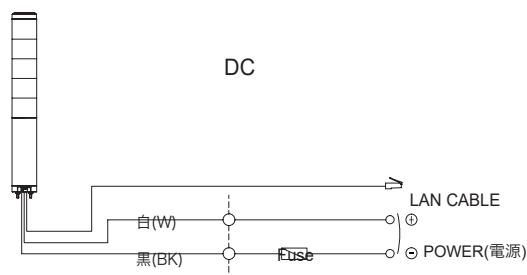 DC
LAN CABLE
白(W)
⊕
黒(BK)
Fuse
⊖ POWER(電源)